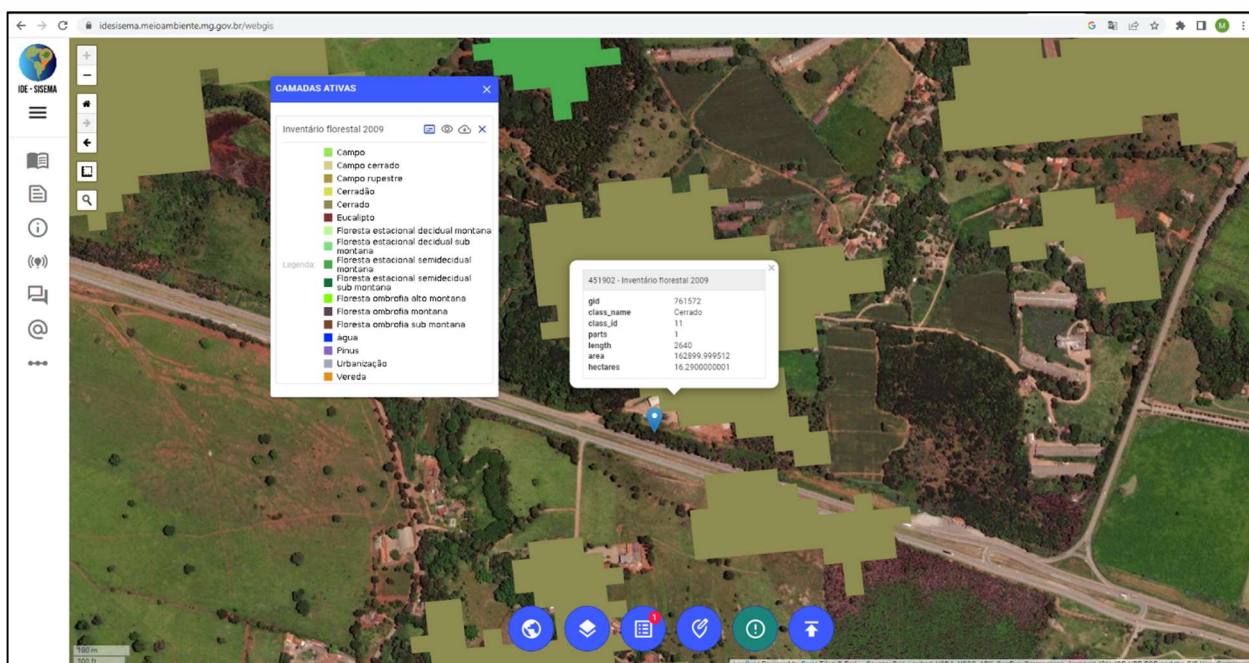 idesisema.meioambiente.mg.gov.br/webgis
M
IDE - SISEMA
CAMADAS ATIVAS
Inventário florestal 2009
Legenda:
Campo
Campo cerrado
Campo rupestre
Cerradão
Cerrado
Eucalipto
Floresta estacional decidual montana
Floresta estacional decidual sub
montana
Floresta estacional semidecidual
montana
Floresta estacional semidecidual
sub montana
Floresta ombrofia alto montana
Floresta ombrofia montana
Floresta ombrofia sub montana
água
Pinus
Urbanização
Vereda
451902 - Inventário florestal 2009
gid 761572
class_name Cerrado
class_id 11
parts 1
length 2640
area 162899.999512
hectares 16.2900000001
1
100 m